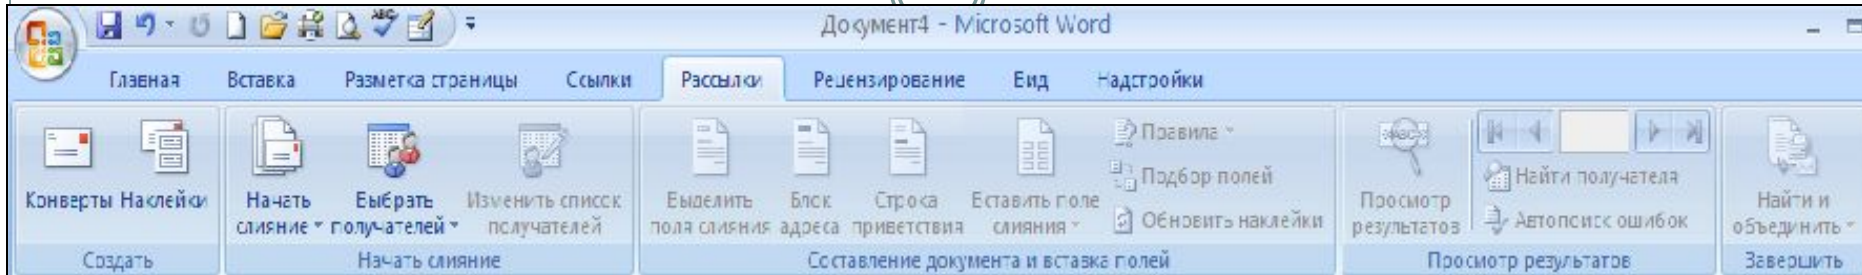 Документ4 - Microsoft Word
Главная Вставка Разметка страницы Ссылки Рассылки Рецензирование Вид Надстройки
Конверты Наклейки
Начать слияние
Выбрать получателей
Изменить список получателей
Выделить поля слияния
Блок адреса
Строка приветствия
Вставить поле слияния
Правила
Подбор полей
Обновить наклейки
Просмотр результатов
Найти получателя
Автопоиск ошибок
Найти и объединить
Создать
Начать слияние
Составление документа и вставка полей
Просмотр результатов
Завершить